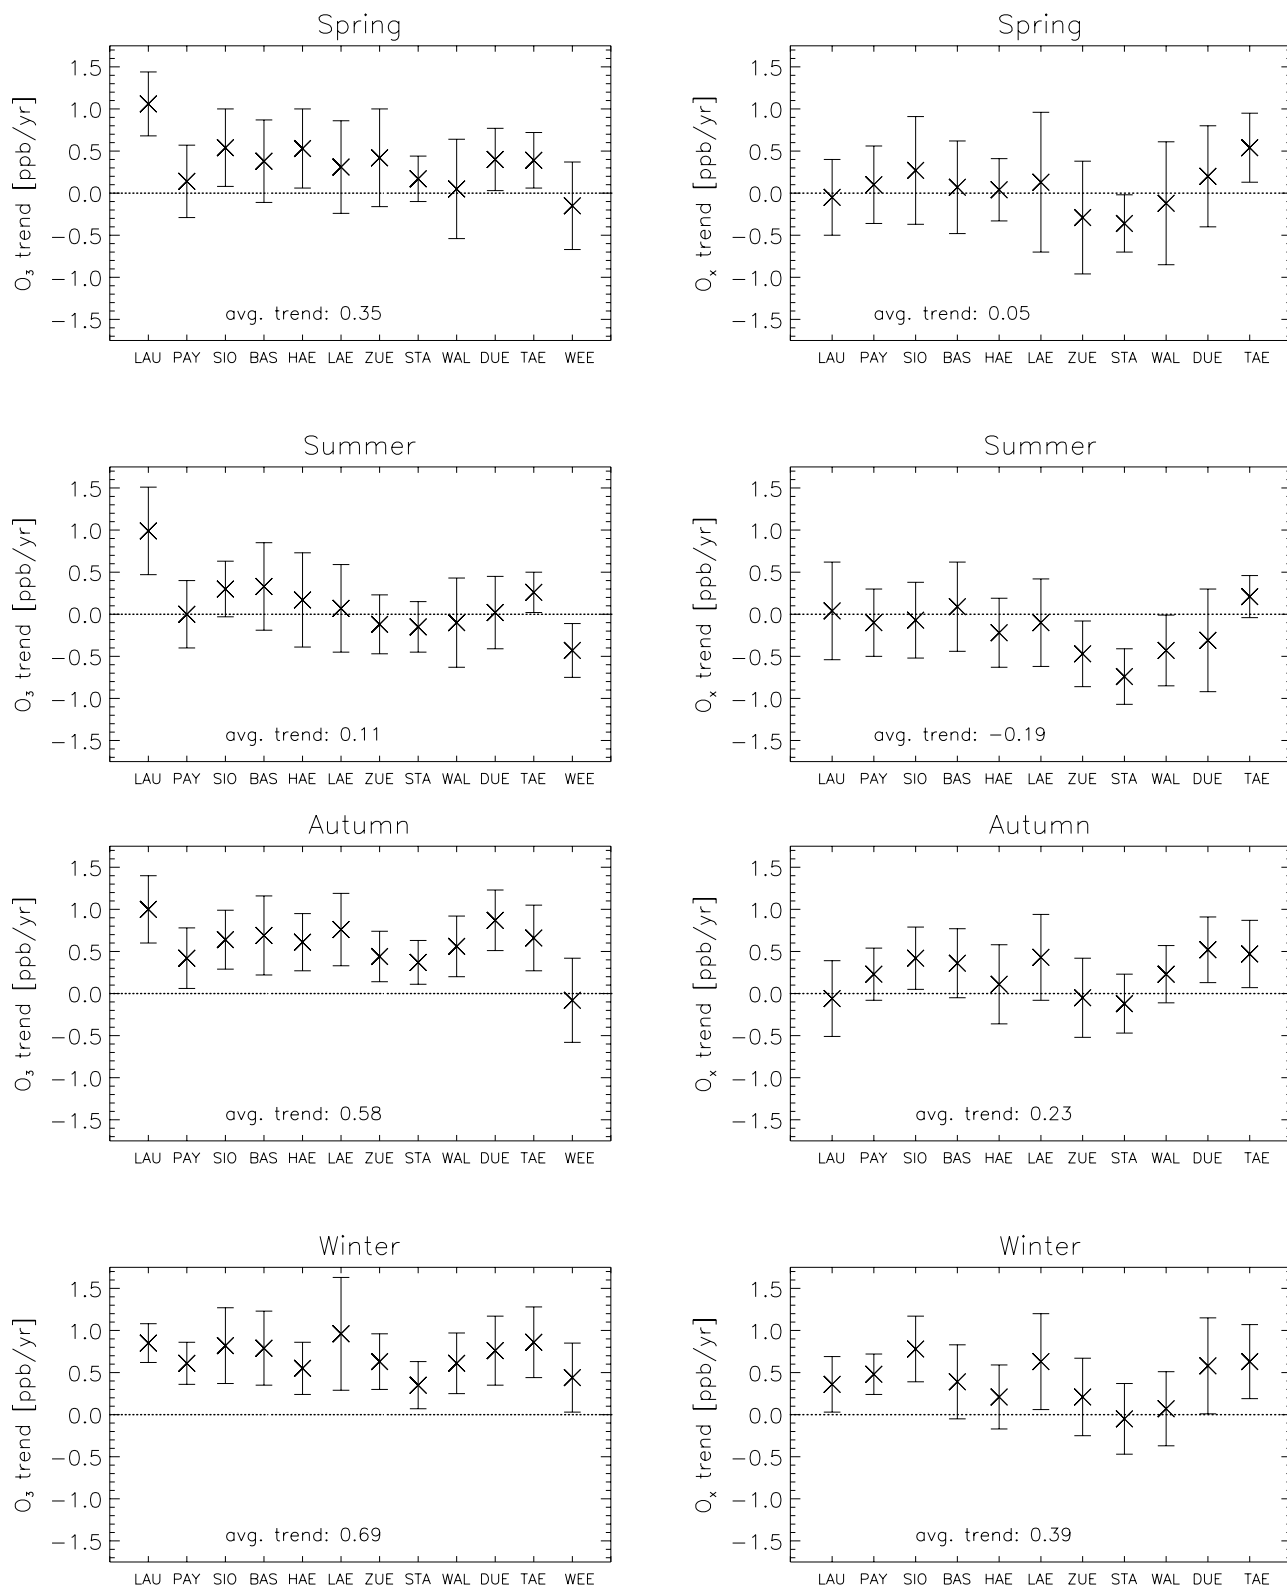 Spring
O₃ trend [ppb/yr]
1.5
1.0
0.5
0.0
−0.5
−1.0
−1.5
avg. trend: 0.35
LAU PAY SIO BAS HAE LAE ZUE STA WAL DUE TAE WEE
Spring
Oₓ trend [ppb/yr]
1.5
1.0
0.5
0.0
−0.5
−1.0
−1.5
avg. trend: 0.05
LAU PAY SIO BAS HAE LAE ZUE STA WAL DUE TAE
Summer
O₃ trend [ppb/yr]
1.5
1.0
0.5
0.0
−0.5
−1.0
−1.5
avg. trend: 0.11
LAU PAY SIO BAS HAE LAE ZUE STA WAL DUE TAE WEE
Summer
Oₓ trend [ppb/yr]
1.5
1.0
0.5
0.0
−0.5
−1.0
−1.5
avg. trend: −0.19
LAU PAY SIO BAS HAE LAE ZUE STA WAL DUE TAE
Autumn
O₃ trend [ppb/yr]
1.5
1.0
0.5
0.0
−0.5
−1.0
−1.5
avg. trend: 0.58
LAU PAY SIO BAS HAE LAE ZUE STA WAL DUE TAE WEE
Autumn
Oₓ trend [ppb/yr]
1.5
1.0
0.5
0.0
−0.5
−1.0
−1.5
avg. trend: 0.23
LAU PAY SIO BAS HAE LAE ZUE STA WAL DUE TAE
Winter
O₃ trend [ppb/yr]
1.5
1.0
0.5
0.0
−0.5
−1.0
−1.5
avg. trend: 0.69
LAU PAY SIO BAS HAE LAE ZUE STA WAL DUE TAE WEE
Winter
Oₓ trend [ppb/yr]
1.5
1.0
0.5
0.0
−0.5
−1.0
−1.5
avg. trend: 0.39
LAU PAY SIO BAS HAE LAE ZUE STA WAL DUE TAE